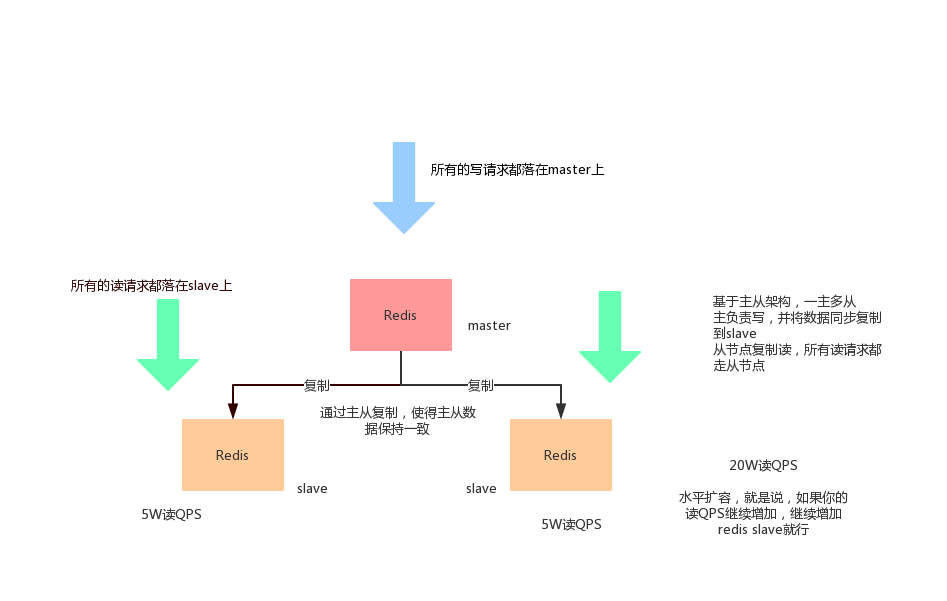 所有的写请求都落在master上
所有的读请求都落在slave上
Redis
master
基于主从架构，一主多从
主负责写，并将数据同步复制
到slave
从节点复制读，所有读请求都
走从节点
复制
复制
通过主从复制，使得主从数
据保持一致
Redis
Redis
slave
slave
5W读QPS
5W读QPS
20W读QPS
水平扩容，就是说，如果你的
读QPS继续增加，继续增加
redis slave就行